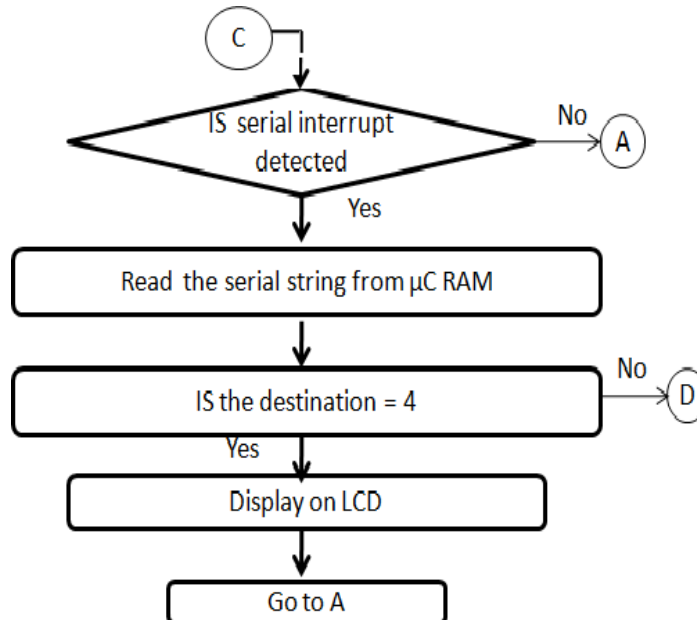 C
IS serial interrupt
detected
No
A
Yes
Read the serial string from µC RAM
IS the destination = 4
No
D
Yes
Display on LCD
Go to A